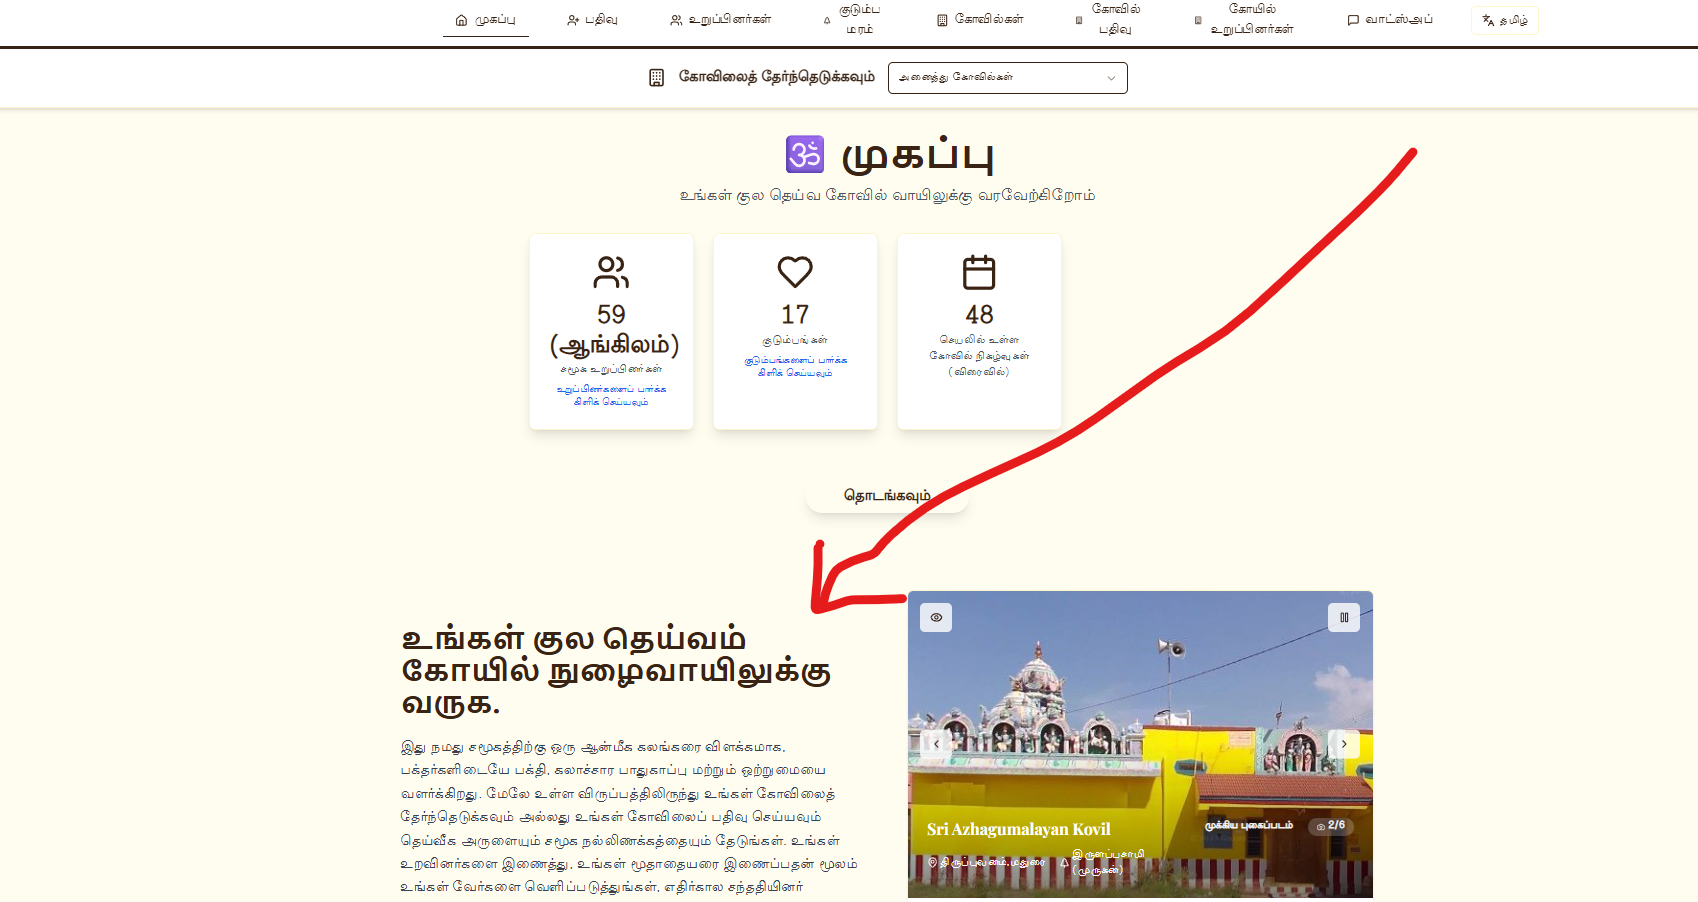 முகப்பு
பதிவு
உறுப்பினர்கள்
குடும்ப
மரம்
கோவில்கள்
கோவில்
பதிவு
கோயில்
உறுப்பினர்கள்
வாட்ஸ்அப்
தமிழ்
கோவிலைத் தேர்ந்தெடுக்கவும்
அனைத்து கோவில்கள்
🕉️ முகப்பு
உங்கள் குல தெய்வ கோவில் வாயிலுக்கு வரவேற்கிறோம்
59
(ஆங்கிலம்)
சமூக உறுப்பினர்கள்
உறுப்பினர்களைப் பார்க்க
கிளிக் செய்யவும்
17
குடும்பங்கள்
குடும்பங்களைப் பார்க்க
கிளிக் செய்யவும்
48
செயலில் உள்ள
கோவில் நிகழ்வுகள்
(விரைவில்)
தொடங்கவும்
உங்கள் குல தெய்வம்
கோயில் நுழைவாயிலுக்கு
வருக.
இது நமது சமூகத்திற்கு ஒரு ஆன்மீக கலங்கரை விளக்கமாக,
பக்தர்களிடையே பக்தி, கலாச்சார பாதுகாப்பு மற்றும் ஒற்றுமையை
வளர்க்கிறது. மேலே உள்ள விருப்பத்திலிருந்து உங்கள் கோவிலைத்
தேர்ந்தெடுக்கவும் அல்லது உங்கள் கோவிலைப் பதிவு செய்யவும்
தெய்வீக அருளையும் சமூக நல்லிணக்கத்தையும் தேடுங்கள். உங்கள்
உறவினர்களை இணைத்து, உங்கள் மூதாதையரை இணைப்பதன் மூலம்
உங்கள் வேர்களை வெளிப்படுத்துங்கள், எதிர்கால சந்ததியினர்
Sri Azhagumalayan Kovil
முக்கிய புகைப்படம்
2/6
திருப்புவனம்,மதுரை
இருளப்பசாமி
(முருகன்)